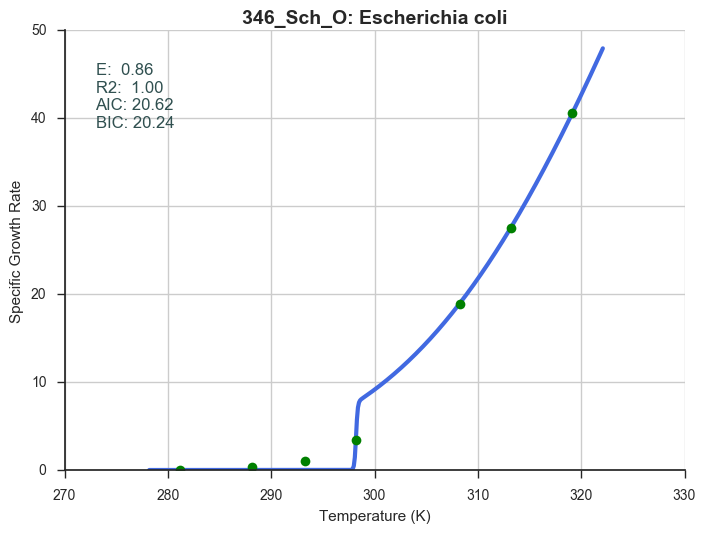 346_Sch_O: Escherichia coli
E:  0.86
R2:  1.00
AIC: 20.62
BIC: 20.24
50
40
30
20
10
0
Specific Growth Rate
270 280 290 300 310 320 330
Temperature (K)